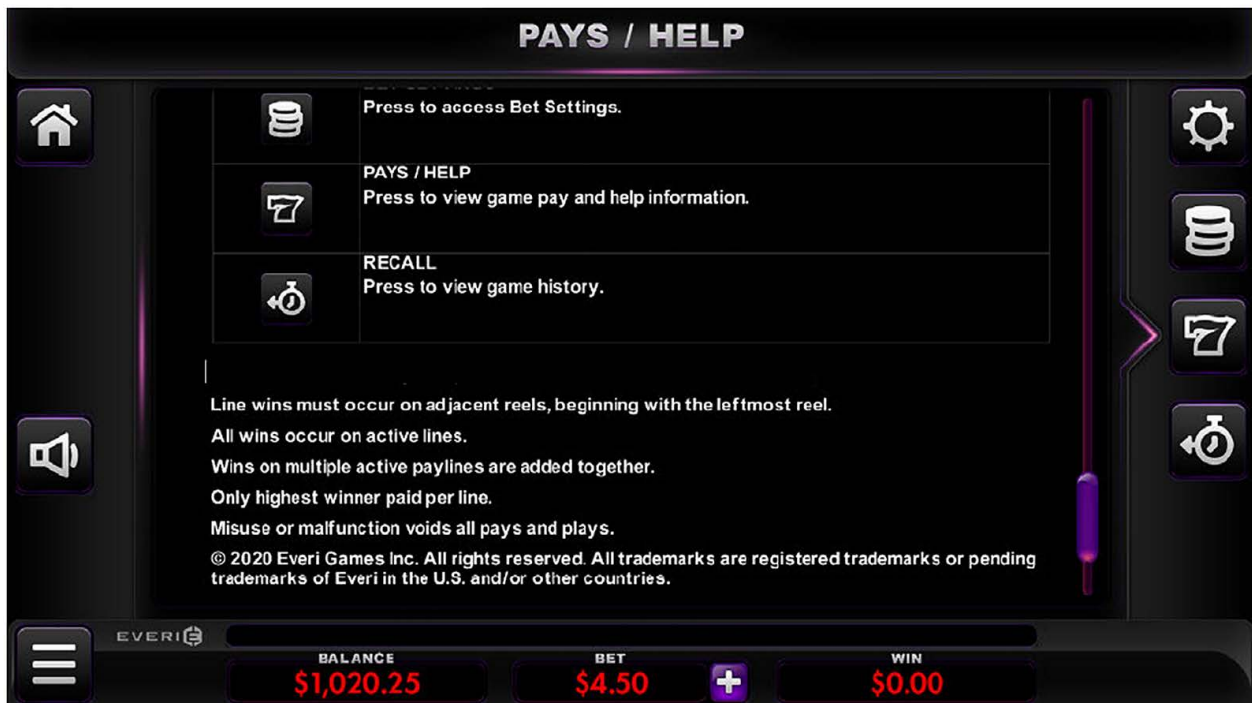 PAYS / HELP
Press to access Bet Settings.
PAYS / HELP
Press to view game pay and help information.
RECALL
Press to view game history.
Line wins must occur on adjacent reels, beginning with the leftmost reel.
All wins occur on active lines.
Wins on multiple active paylines are added together.
Only highest winner paid per line.
Misuse or malfunction voids all pays and plays.
© 2020 Everi Games Inc. All rights reserved. All trademarks are registered trademarks or pending
trademarks of Everi in the U.S. and/or other countries.
EVERI
BALANCE BET WIN
$1,020.25 $4.50 $0.00